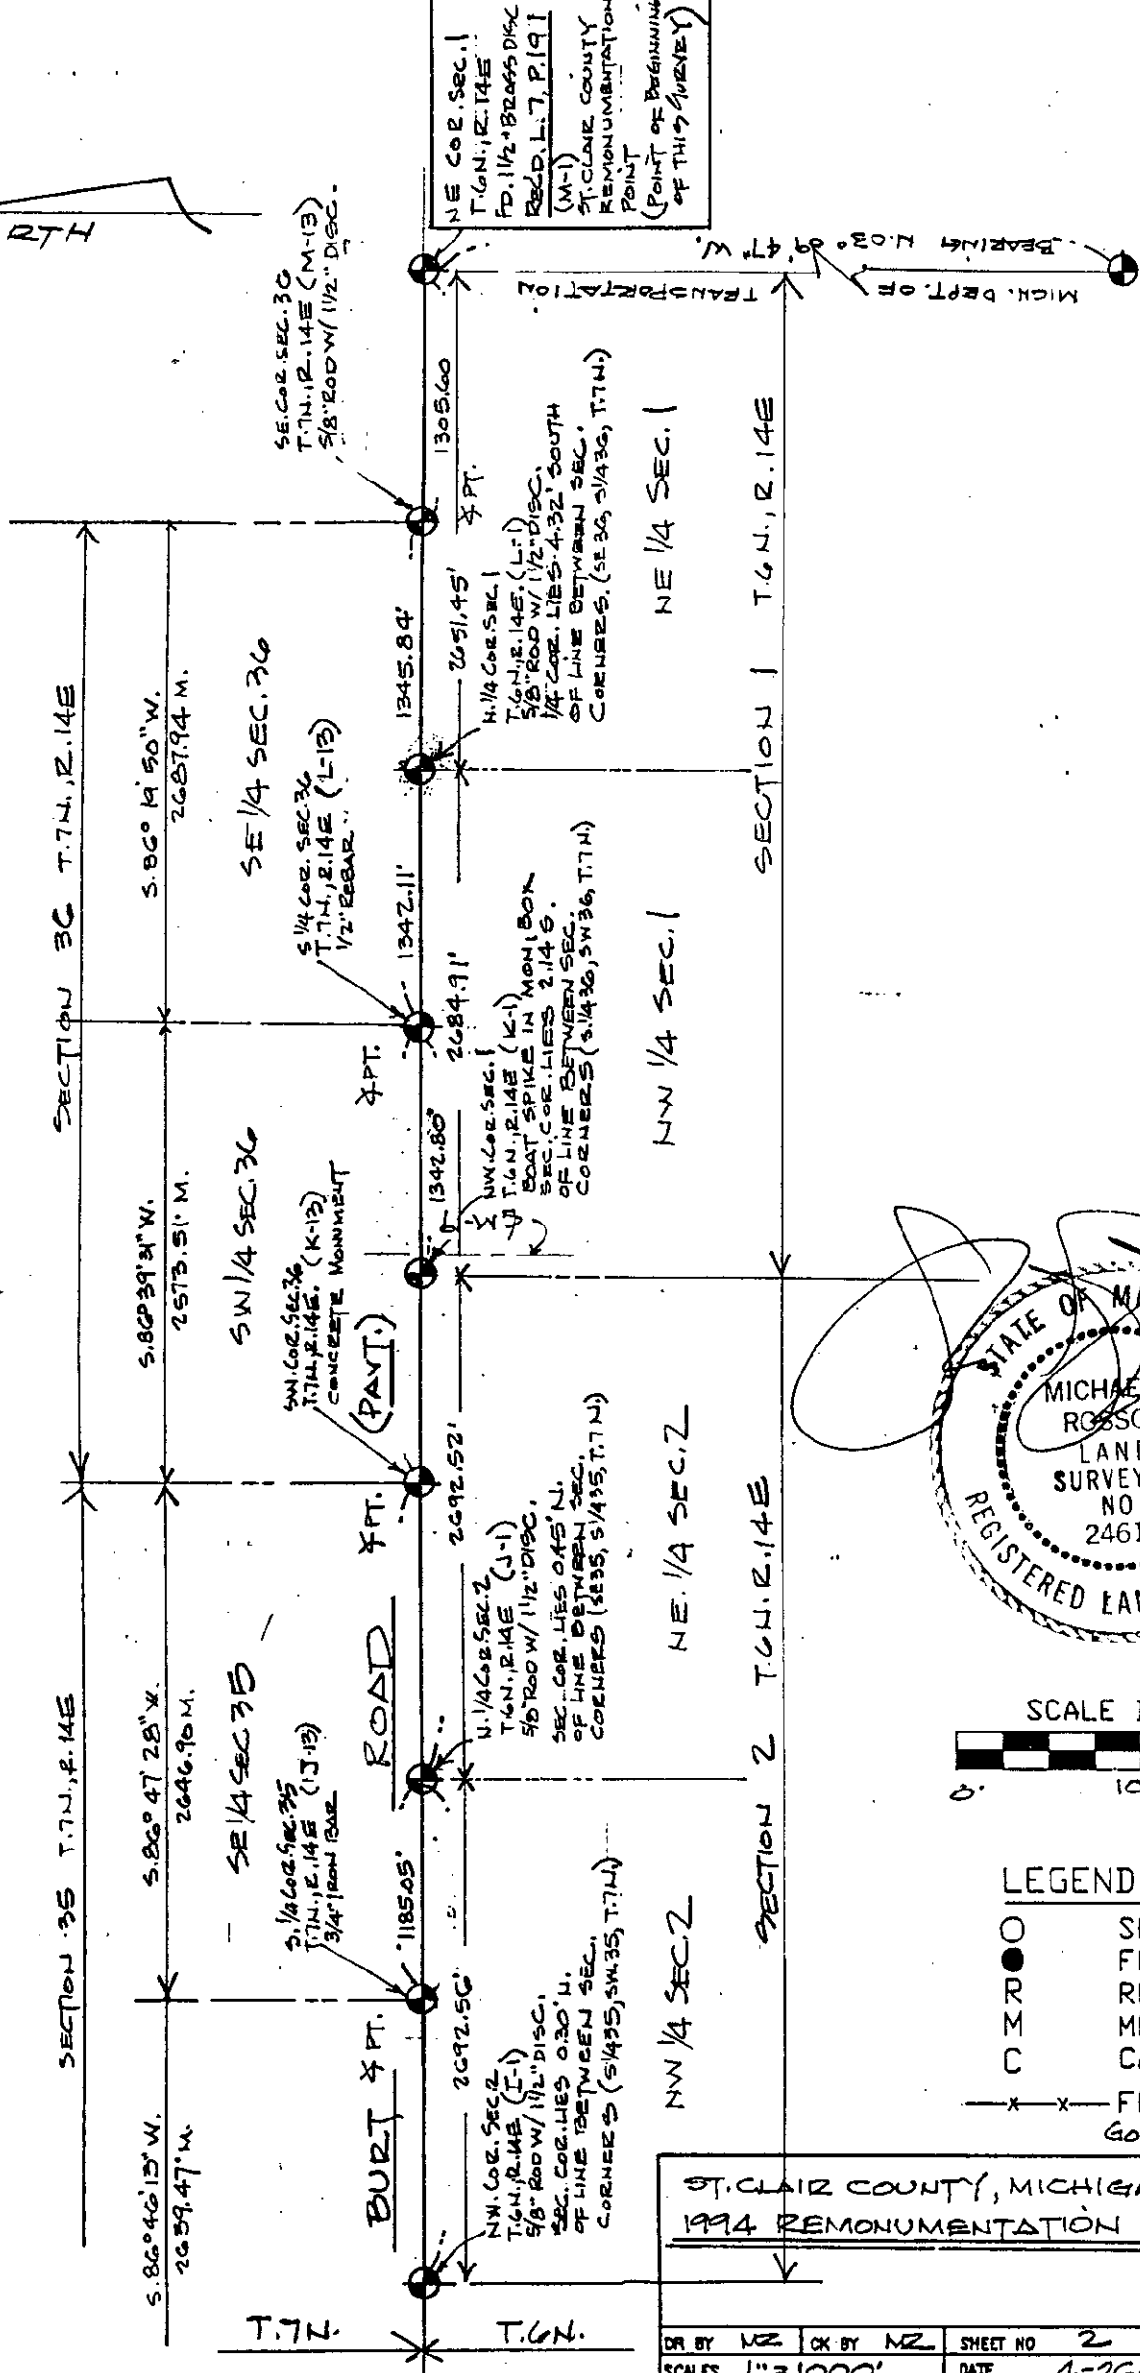 RTH
NE COR. SEC. 1
T.6N., R.14E
FD. 1 1/2" BRASS DISC
RECD. L.7, P.191
(M-1)
ST. CLAIR COUNTY
REMONUMENTATION
POINT
(POINT OF BEGINNING
OF THIS SURVEY)
MICH. DEPT. OF
TRANSPORTATION
BEARING N.03° 09' 47" W.
SECTION 35 T.7N., R.14E
SECTION 36 T.7N., R.14E
S.86° 46' 13" W.
2639.47' M.
S.86° 47' 28" W.
2646.90 M.
S.86° 39' 31" W.
2573.51' M.
S.86° 19' 50" W.
2687.94 M.
SE 1/4 SEC 35
SW 1/4 SEC. 36
SE 1/4 SEC. 36
S. 1/4 COR. SEC. 35
T.7N., R.14E (J-13)
3/4" IRON BAR
SW. COR. SEC. 36
T.7N., R.14E. (K-13)
CONCRETE MONUMENT
S 1/4 COR. SEC. 36
T.7N., R.14E (L-13)
1/2" REBAR
SE. COR. SEC. 36
T.7N., R.14E (M-13)
5/8" ROD W/ 1 1/2" DISC.
BURT ROAD (PAVT.)
PT.
PT.
PT.
PT.
1185.05'
1342.80'
1342.11'
1345.84'
1305.60
2692.56'
2692.52'
2684.91'
2651.45'
NW. COR. SEC. 2
T.6N., R.14E (I-1)
5/8" ROD W/ 1 1/2" DISC.
SEC. COR. LIES 0.30' N.
OF LINE BETWEEN SEC.
CORNERS (S 1/4 35, SW. 35, T.7N.)
N. 1/4 COR. SEC. 2
T.6N., R.14E (J-1)
5/8" ROD W/ 1 1/2" DISC.
SEC. COR. LIES 0.45' N.
OF LINE BETWEEN SEC.
CORNERS (SE 35, S 1/4 35, T.7N)
NW. COR. SEC. 1
T.6N., R.14E (K-1)
BOAT SPIKE IN MON. BOX
SEC. COR. LIES 2.14 S.
OF LINE BETWEEN SEC.
CORNERS (S. 1/4 36, SW 36, T.7N)
N. 1/4 COR. SEC. 1
T.6N., R.14E. (L-1)
5/8" ROD W/ 1 1/2" DISC.
1/4 COR. LIES 4.32' SOUTH
OF LINE BETWEEN SEC.
CORNERS. (SE 36, S 1/4 36, T.7N.)
NW 1/4 SEC. 2
NE. 1/4 SEC. 2
NW 1/4 SEC. 1
NE 1/4 SEC. 1
SECTION 2 T.6N. R.14E
SECTION 1 T.6N., R.14E
T.7N.
T.6N.
STATE OF M
MICHAE
ROSSO
LAN
SURVEY
NO
2461
REGISTERED LA
SCALE
0'
10
LEGEND
R
M
C
x x
ST. CLAIR COUNTY, MICHIGA
1994 REMONUMENTATION
DR BY MZ CK BY MZ SHEET NO 2
SCALES 1"=1000' DATE 4-26